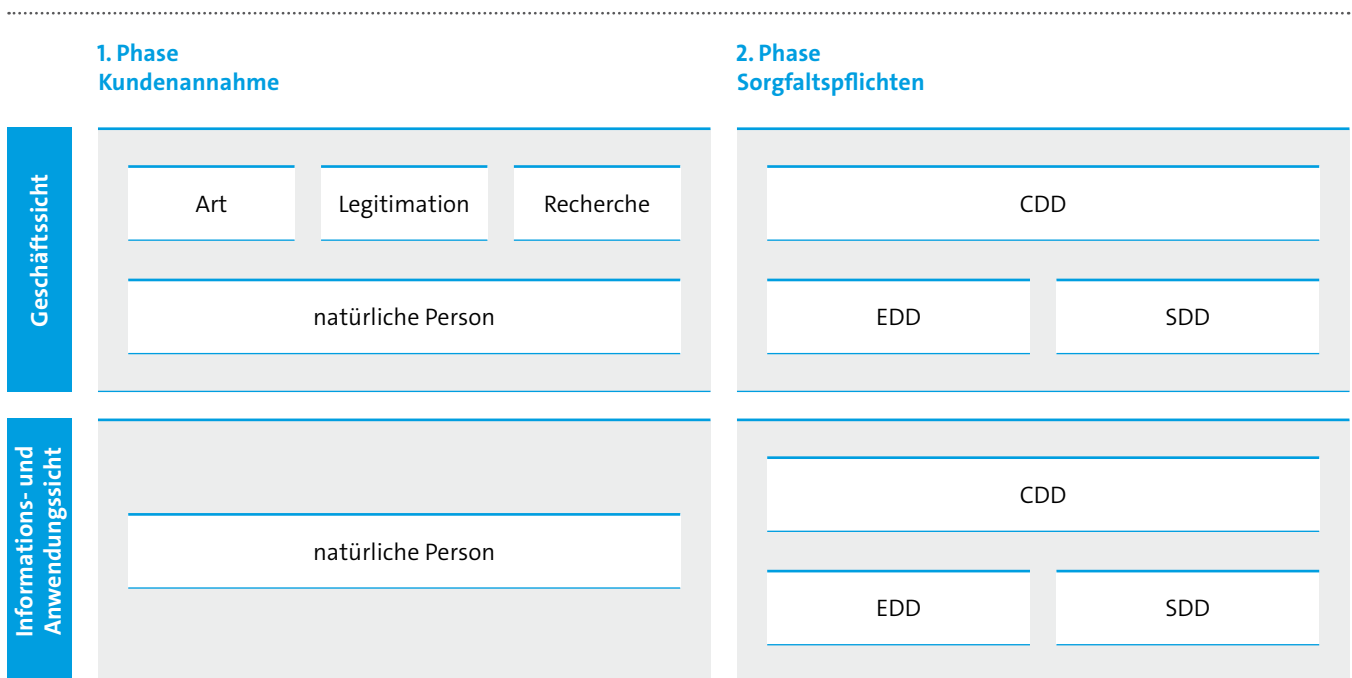 1. Phase
Kundenannahme
2. Phase
Sorgfaltspflichten
Geschäftssicht
Art
Legitimation
Recherche
natürliche Person
CDD
EDD
SDD
Informations- und
Anwendungssicht
natürliche Person
CDD
EDD
SDD